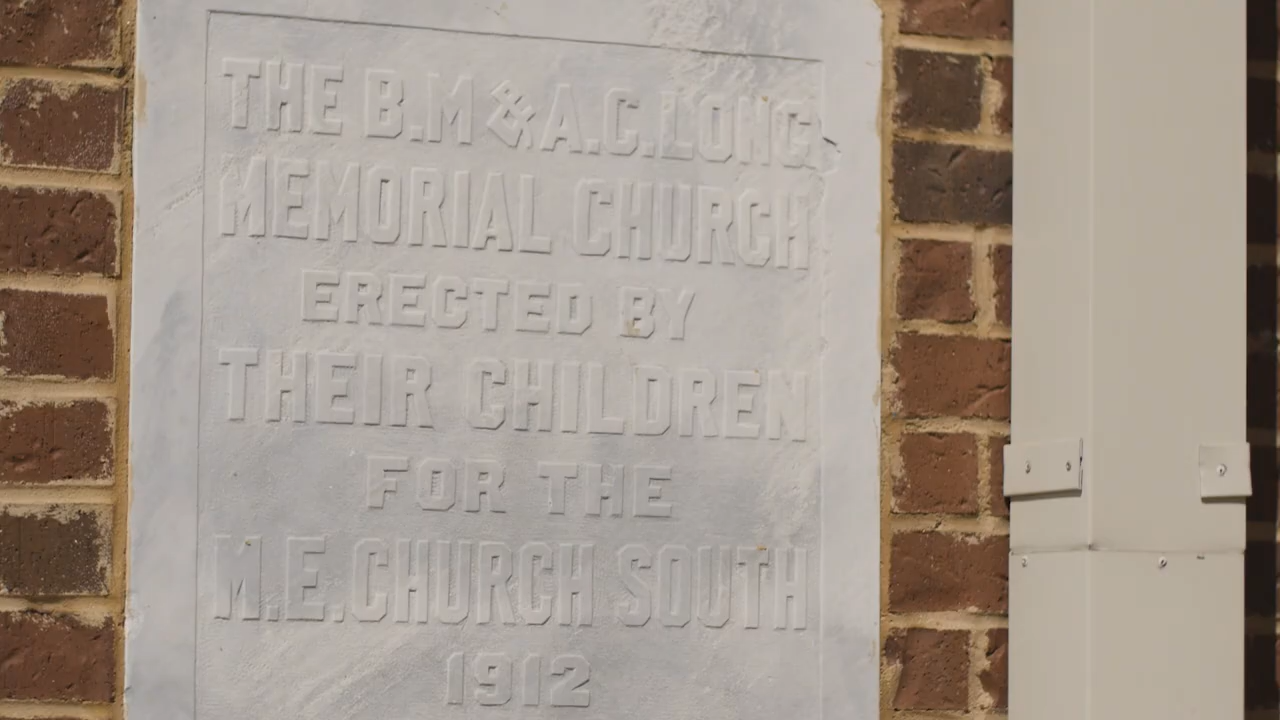 THE B.M & A.C. LONG
MEMORIAL CHURCH
ERECTED BY
THEIR CHILDREN
FOR THE
M.E. CHURCH SOUTH
1912